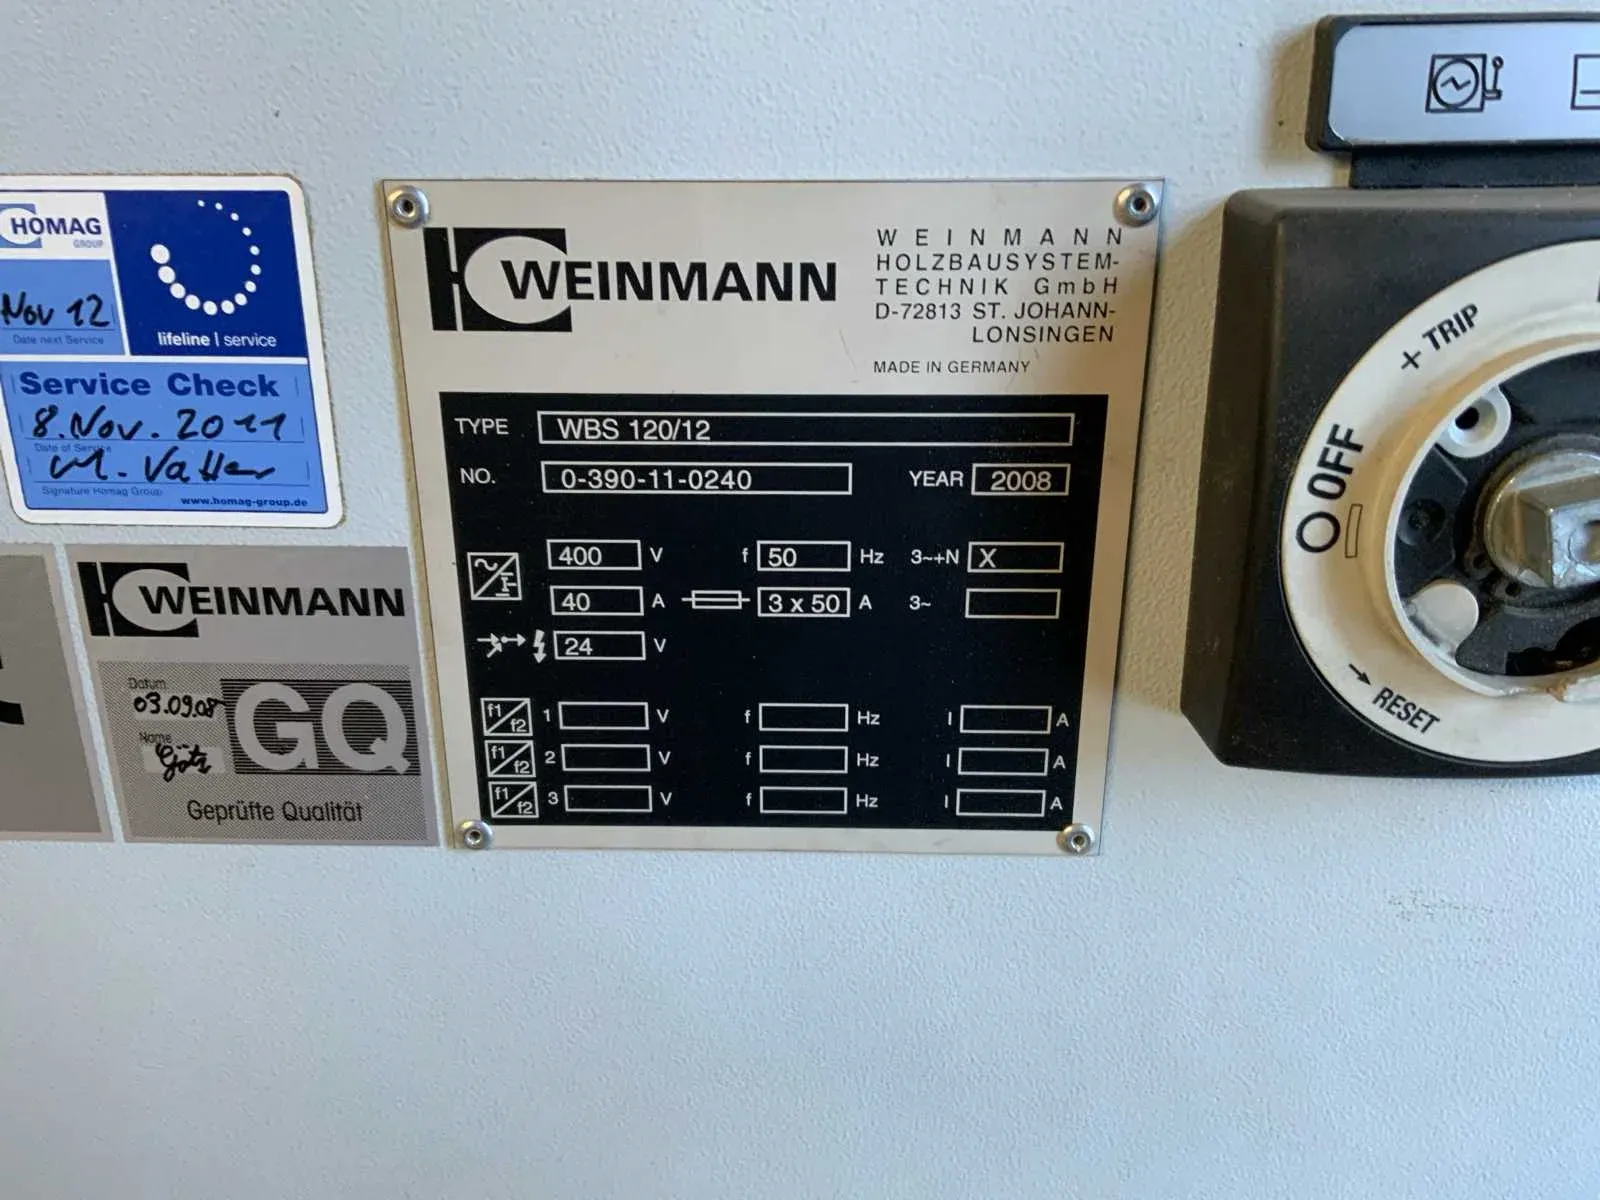 HOMAG
GROUP
Nov 12
Date next Service
lifeline | service
Service Check
8. Nov. 2011
Date of Service
M. Vatter
Signature Homag Group
www.homag-group.de
WEINMANN
Datum
03.09.08
Name
Götz
GQ
Geprüfte Qualität
WEINMANN
WEINMANN
HOLZBAUSYSTEM-
TECHNIK GmbH
D-72813 ST. JOHANN-
LONSINGEN
MADE IN GERMANY
TYPE WBS 120/12
NO. 0-390-11-0240 YEAR 2008
400 V f 50 Hz 3~+N X
40 A 3 x 50 A 3~
24 V
f1/f2 1 V f Hz I A
f1/f2 2 V f Hz I A
f1/f2 3 V f Hz I A
+ TRIP
O OFF
RESET